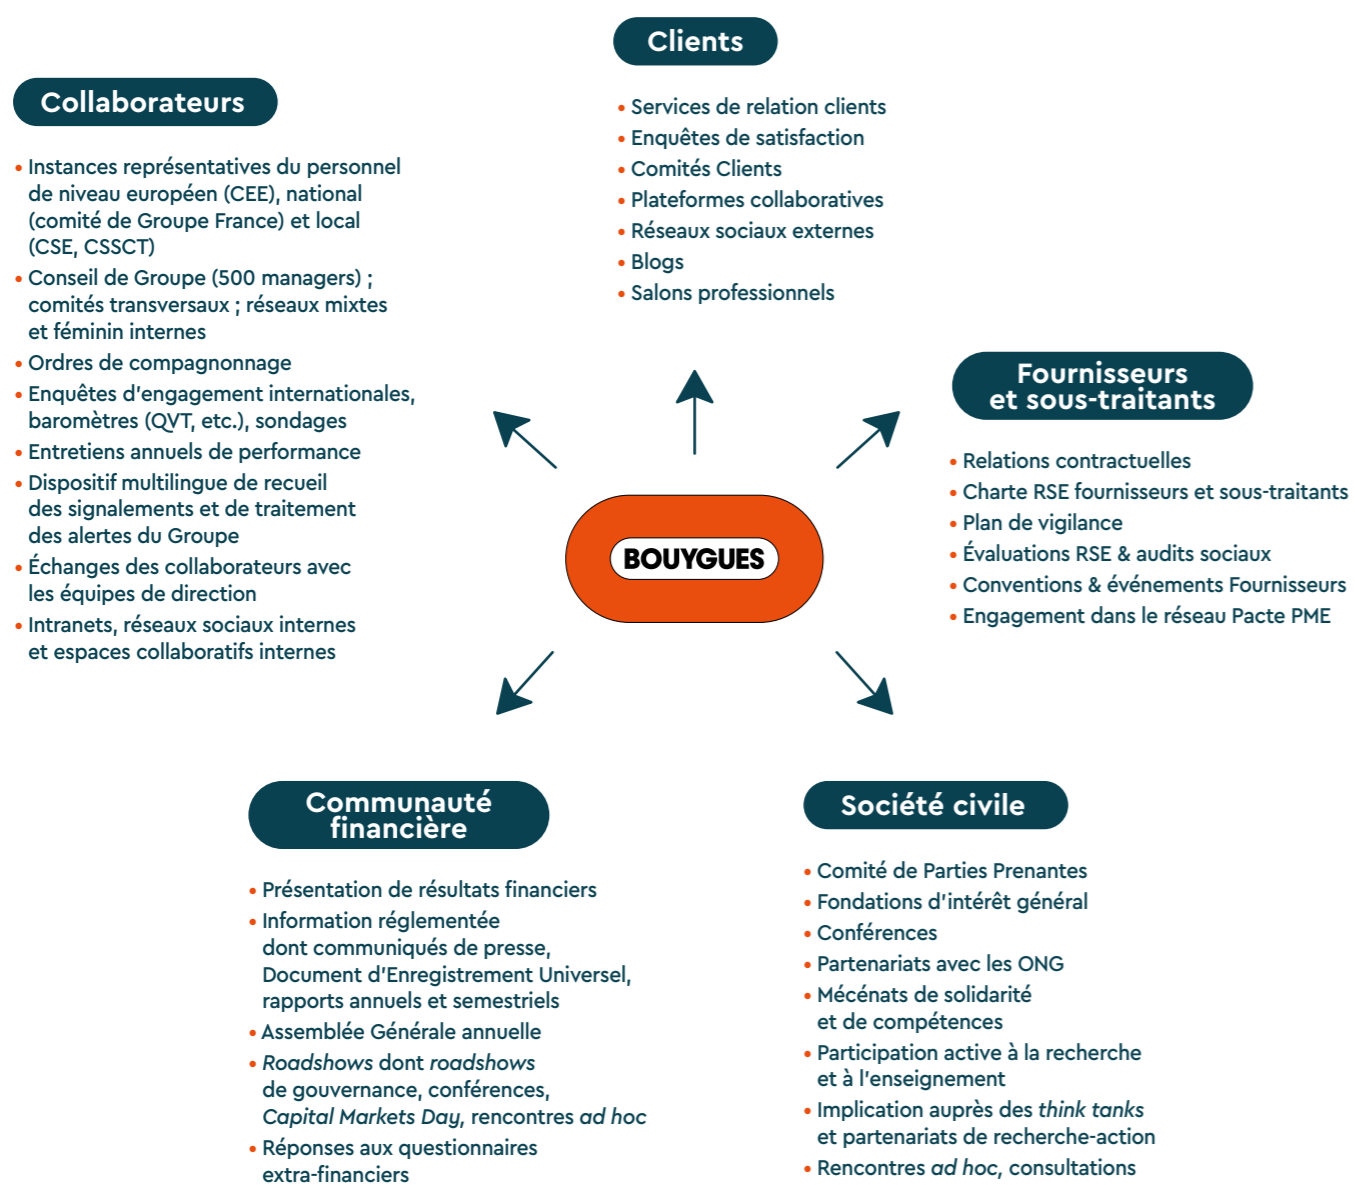 Clients
• Services de relation clients
• Enquêtes de satisfaction
• Comités Clients
• Plateformes collaboratives
• Réseaux sociaux externes
• Blogs
• Salons professionnels
Collaborateurs
• Instances représentatives du personnel
de niveau européen (CEE), national
(comité de Groupe France) et local
(CSE, CSSCT)
• Conseil de Groupe (500 managers) ;
comités transversaux ; réseaux mixtes
et féminin internes
• Ordres de compagnonnage
• Enquêtes d'engagement internationales,
baromètres (QVT, etc.), sondages
• Entretiens annuels de performance
• Dispositif multilingue de recueil
des signalements et de traitement
des alertes du Groupe
• Échanges des collaborateurs avec
les équipes de direction
• Intranets, réseaux sociaux internes
et espaces collaboratifs internes
Fournisseurs
et sous-traitants
• Relations contractuelles
• Charte RSE fournisseurs et sous-traitants
• Plan de vigilance
• Évaluations RSE & audits sociaux
• Conventions & événements Fournisseurs
• Engagement dans le réseau Pacte PME
BOUYGUES
Communauté
financière
• Présentation de résultats financiers
• Information réglementée
dont communiqués de presse,
Document d'Enregistrement Universel,
rapports annuels et semestriels
• Assemblée Générale annuelle
• Roadshows dont roadshows
de gouvernance, conférences,
Capital Markets Day, rencontres ad hoc
• Réponses aux questionnaires
extra-financiers
Société civile
• Comité de Parties Prenantes
• Fondations d'intérêt général
• Conférences
• Partenariats avec les ONG
• Mécénats de solidarité
et de compétences
• Participation active à la recherche
et à l'enseignement
• Implication auprès des think tanks
et partenariats de recherche-action
• Rencontres ad hoc, consultations